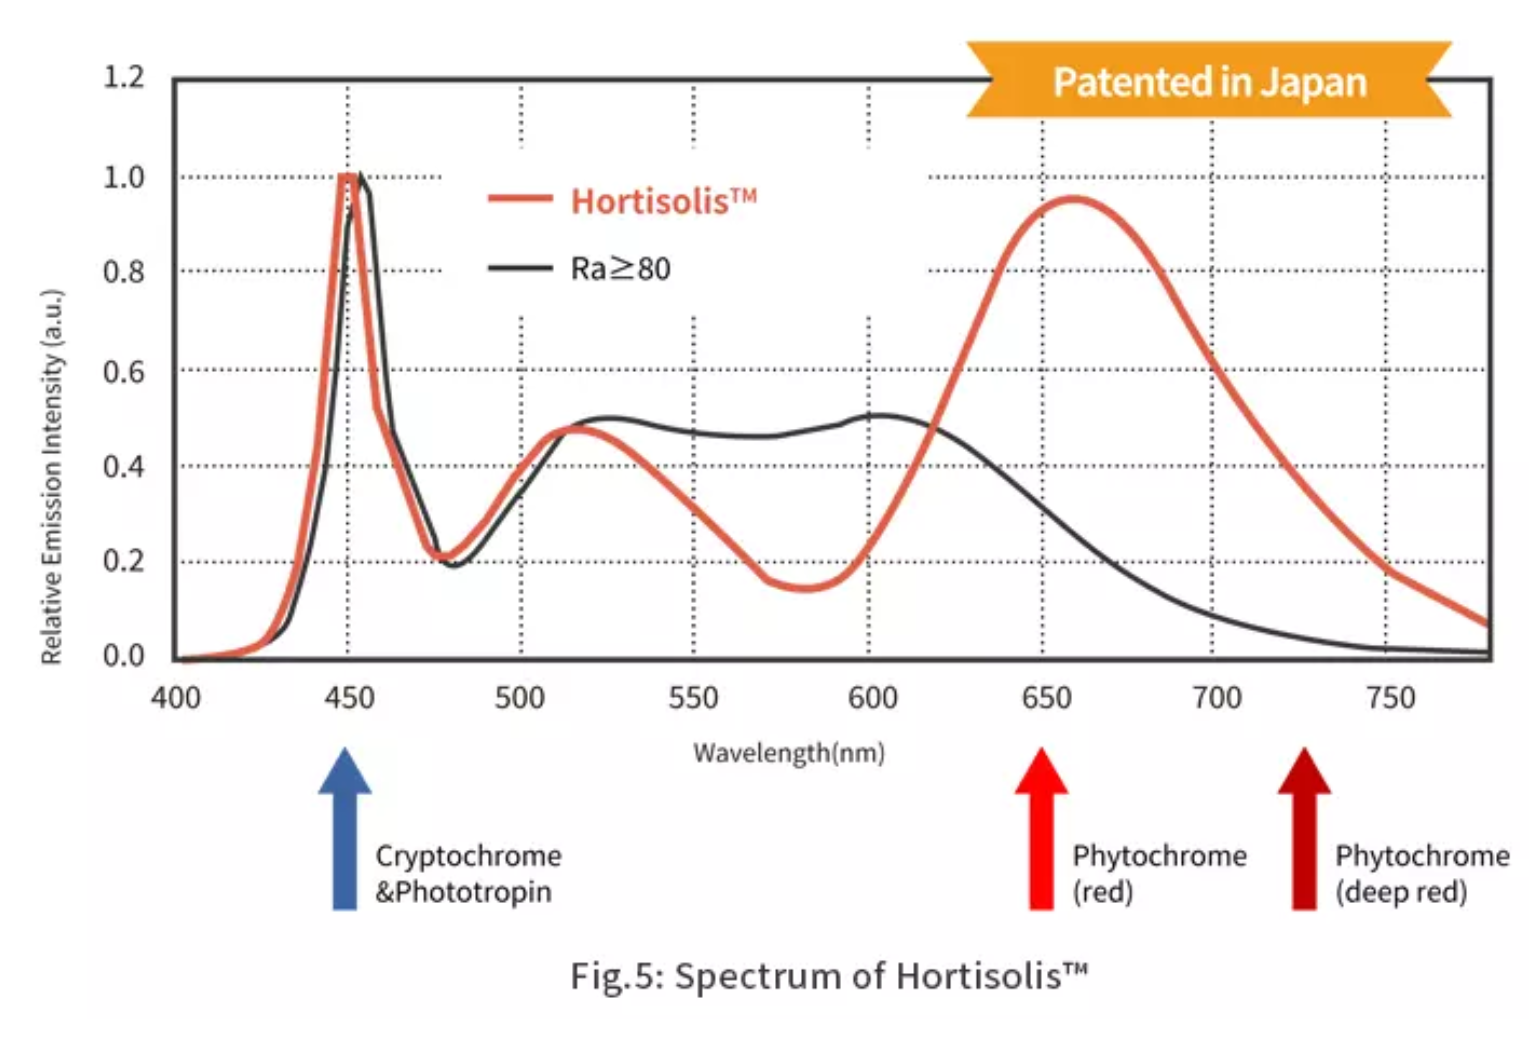 Patented in Japan
1.2
1.0
0.8
0.6
0.4
0.2
0.0
Relative Emission Intensity (a.u.)
Hortisolis™
Ra≥80
400 450 500 550 600 650 700 750
Wavelength(nm)
Cryptochrome
&Phototropin
Phytochrome
(red)
Phytochrome
(deep red)
Fig.5: Spectrum of Hortisolis™